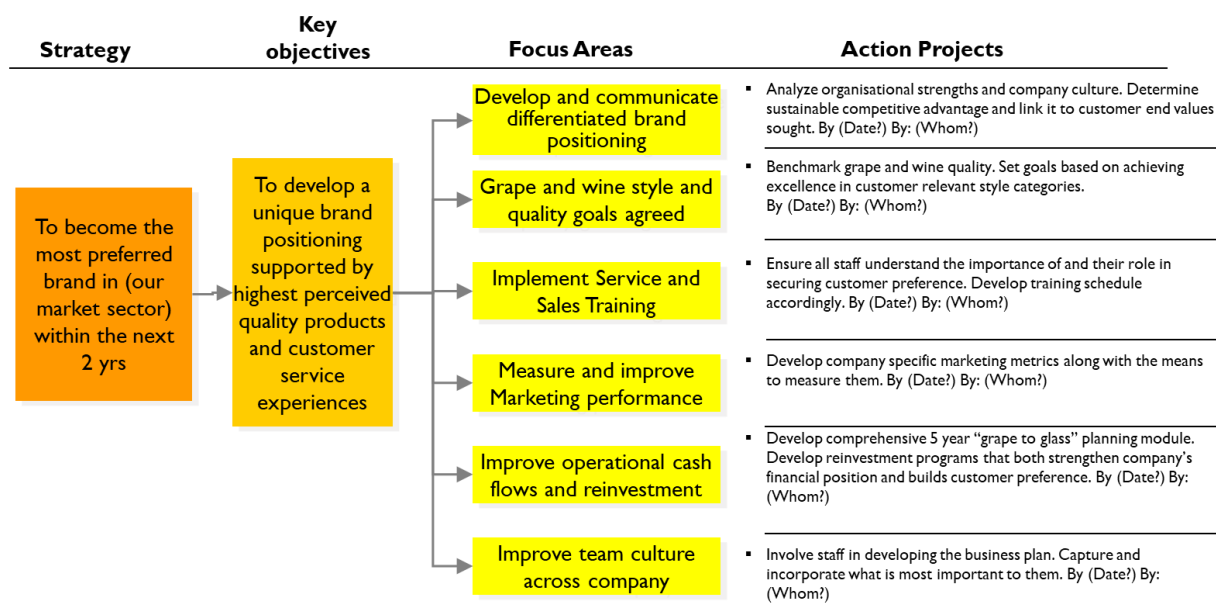 Strategy
Key
objectives
Focus Areas
Action Projects
To become the
most preferred
brand in (our
market sector)
within the next
2 yrs
To develop a
unique brand
positioning
supported by
highest perceived
quality products
and customer
service
experiences
Develop and communicate
differentiated brand
positioning
▪ Analyze organisational strengths and company culture. Determine
sustainable competitive advantage and link it to customer end values
sought. By (Date?) By: (Whom?)
Grape and wine style and
quality goals agreed
▪ Benchmark grape and wine quality. Set goals based on achieving
excellence in customer relevant style categories.
By (Date?) By: (Whom?)
Implement Service and
Sales Training
▪ Ensure all staff understand the importance of and their role in
securing customer preference. Develop training schedule
accordingly. By (Date?) By: (Whom?)
Measure and improve
Marketing performance
▪ Develop company specific marketing metrics along with the means
to measure them. By (Date?) By: (Whom?)
Improve operational cash
flows and reinvestment
▪ Develop comprehensive 5 year “grape to glass” planning module.
Develop reinvestment programs that both strengthen company’s
financial position and builds customer preference. By (Date?) By:
(Whom?)
Improve team culture
across company
▪ Involve staff in developing the business plan. Capture and
incorporate what is most important to them. By (Date?) By:
(Whom?)